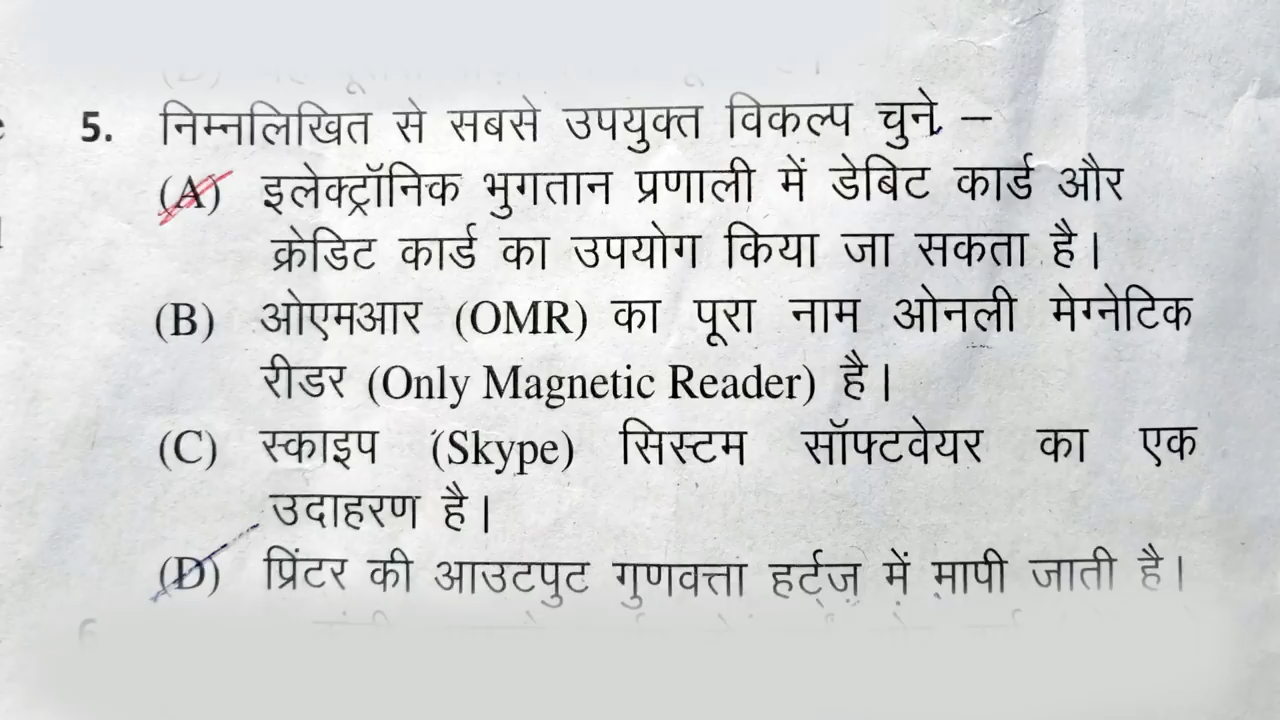 5. निम्नलिखित से सबसे उपयुक्त विकल्प चुने –
(A) इलेक्ट्रॉनिक भुगतान प्रणाली में डेबिट कार्ड और
क्रेडिट कार्ड का उपयोग किया जा सकता है।
(B) ओएमआर (OMR) का पूरा नाम ओनली मेग्नेटिक
रीडर (Only Magnetic Reader) है।
(C) स्काइप (Skype) सिस्टम सॉफ्टवेयर का एक
उदाहरण है।
(D) प्रिंटर की आउटपुट गुणवत्ता हर्ट्ज़ में मापी जाती है।